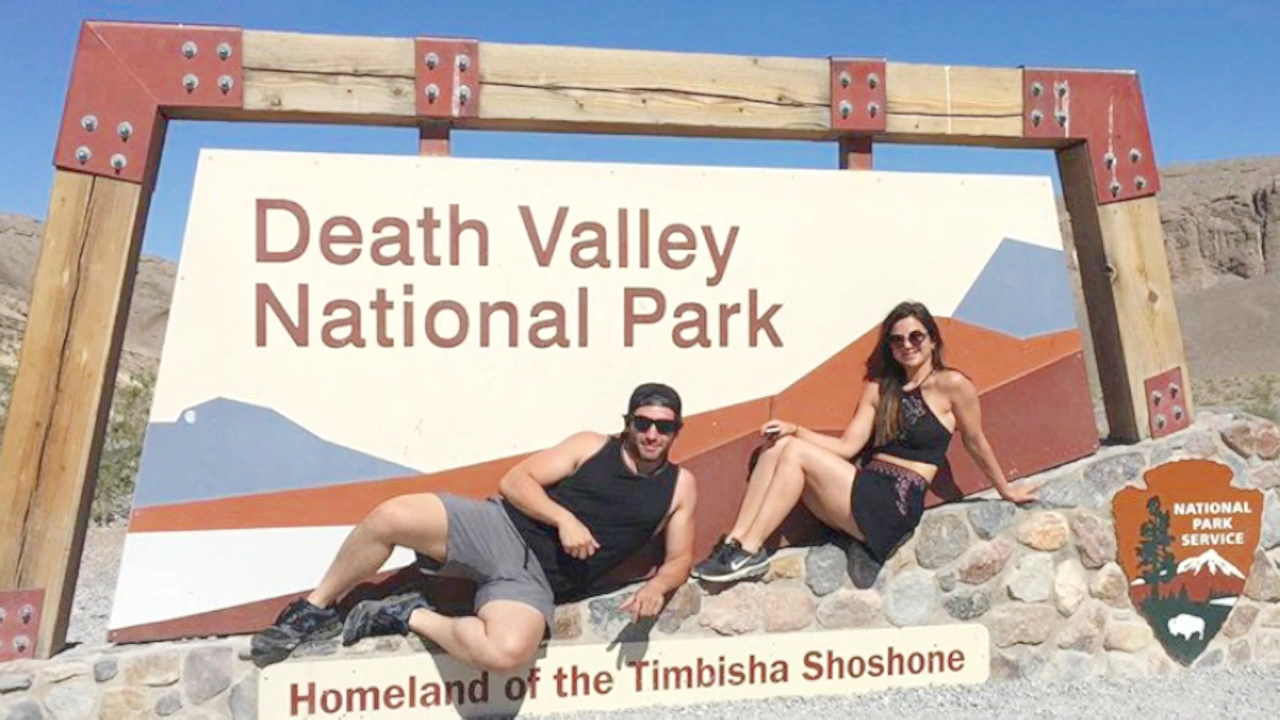 Death Valley
National Park
NATIONAL
PARK
SERVICE
Homeland of the Timbisha Shoshone